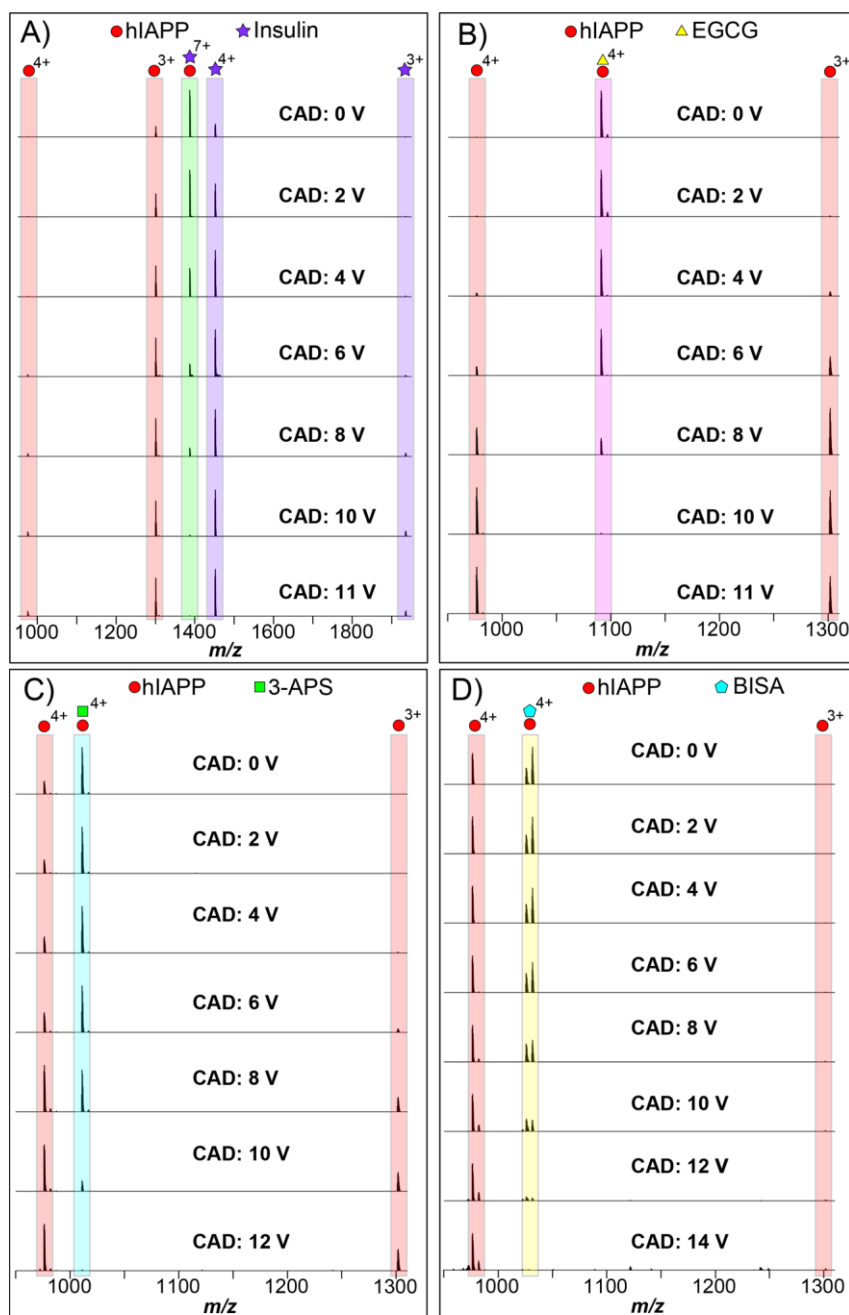 A) hIAPP Insulin
4+ 3+ 7+ 4+ 3+
CAD: 0 V
CAD: 2 V
CAD: 4 V
CAD: 6 V
CAD: 8 V
CAD: 10 V
CAD: 11 V
1000 1200 1400 1600 1800
m/z
B) hIAPP EGCG
4+ 4+ 3+
CAD: 0 V
CAD: 2 V
CAD: 4 V
CAD: 6 V
CAD: 8 V
CAD: 10 V
CAD: 11 V
1000 1100 1200 1300
m/z
C) hIAPP 3-APS
4+ 4+ 3+
CAD: 0 V
CAD: 2 V
CAD: 4 V
CAD: 6 V
CAD: 8 V
CAD: 10 V
CAD: 12 V
1000 1100 1200 1300
m/z
D) hIAPP BISA
4+ 4+ 3+
CAD: 0 V
CAD: 2 V
CAD: 4 V
CAD: 6 V
CAD: 8 V
CAD: 10 V
CAD: 12 V
CAD: 14 V
1000 1100 1200 1300
m/z